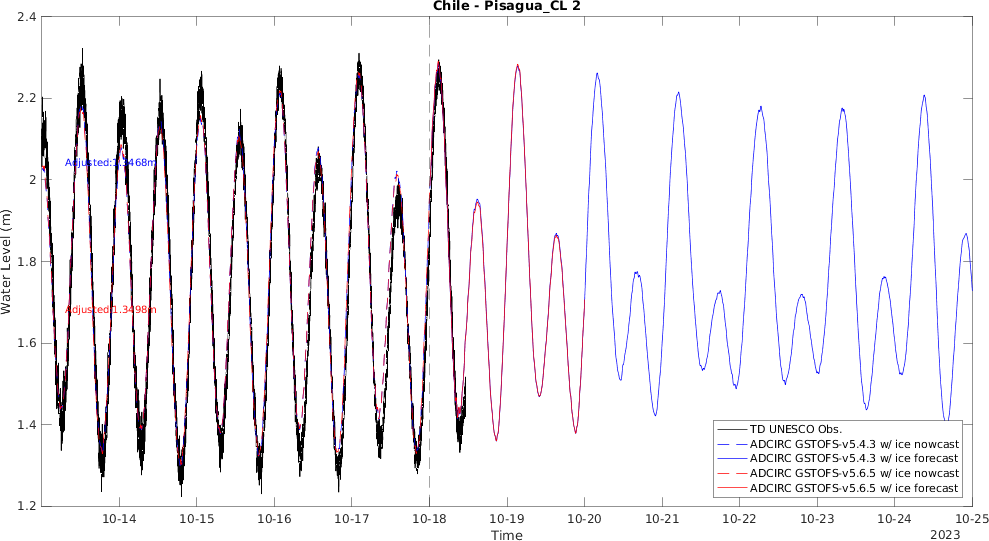 Chile - Pisagua_CL 2
2.4
2.2
2
1.8
1.6
1.4
1.2
Water Level (m)
Adjusted:1.3468m
Adjusted:1.3498m
TD UNESCO Obs.
ADCIRC GSTOFS-v5.4.3 w/ ice nowcast
ADCIRC GSTOFS-v5.4.3 w/ ice forecast
ADCIRC GSTOFS-v5.6.5 w/ ice nowcast
ADCIRC GSTOFS-v5.6.5 w/ ice forecast
10-14 10-15 10-16 10-17 10-18 10-19 10-20 10-21 10-22 10-23 10-24 10-25
Time
2023